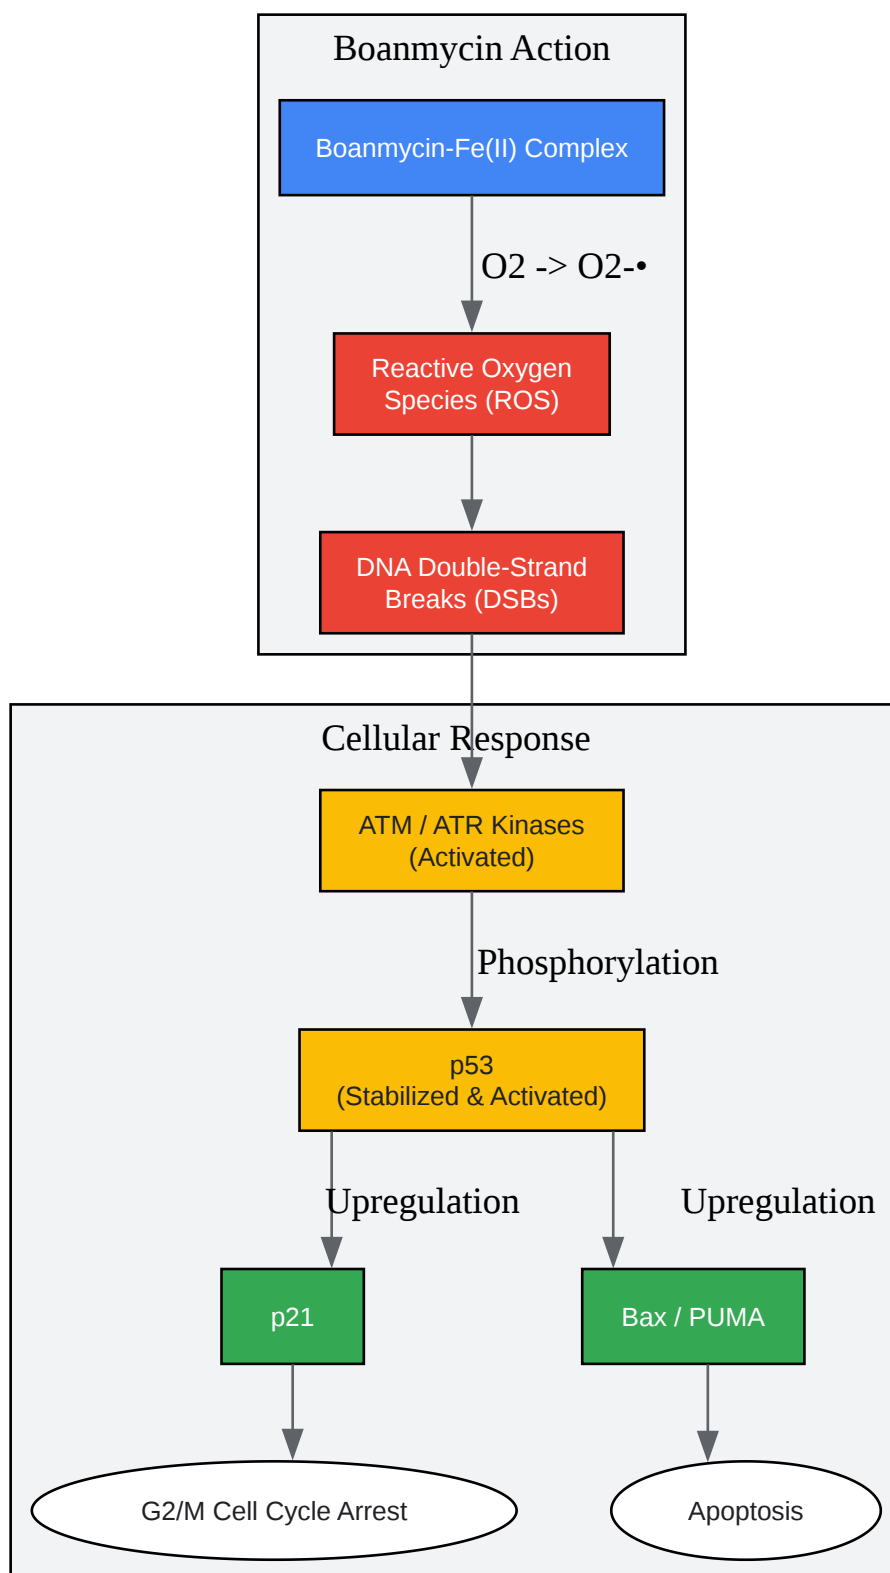 Boanmycin Action
Boanmycin-Fe(II) Complex
O2 -> O2-•
Reactive Oxygen
Species (ROS)
DNA Double-Strand
Breaks (DSBs)
Cellular Response
ATM / ATR Kinases
(Activated)
Phosphorylation
p53
(Stabilized & Activated)
Upregulation
Upregulation
p21
Bax / PUMA
G2/M Cell Cycle Arrest
Apoptosis